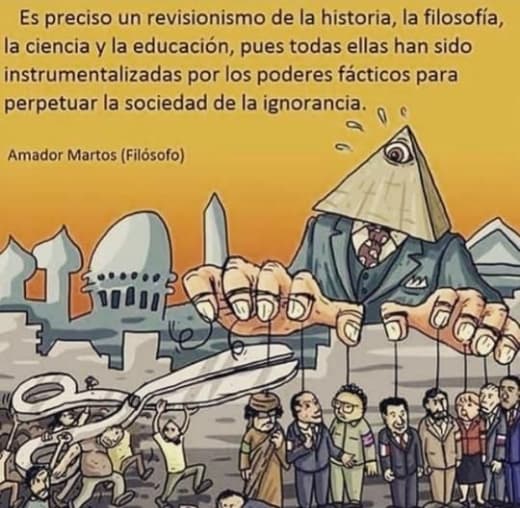 Es preciso un revisionismo de la historia, la filosofía,
la ciencia y la educación, pues todas ellas han sido
instrumentalizadas por los poderes fácticos para
perpetuar la sociedad de la ignorancia.
Amador Martos (Filósofo)